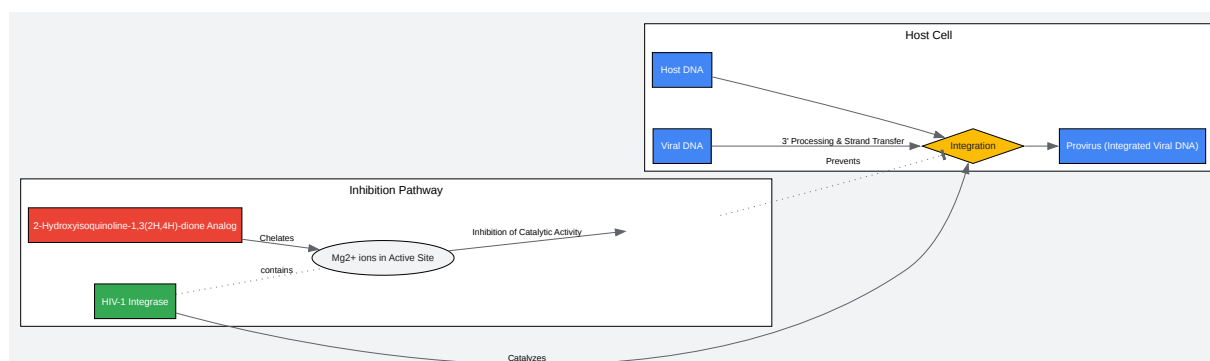 Host Cell
Host DNA
Viral DNA
3' Processing & Strand Transfer
Integration
Provirus (Integrated Viral DNA)
Prevents
Inhibition Pathway
2-Hydroxyisoquinoline-1,3(2H,4H)-dione Analog
Chelates
Mg2+ ions in Active Site
Inhibition of Catalytic Activity
contains
HIV-1 Integrase
Catalyzes